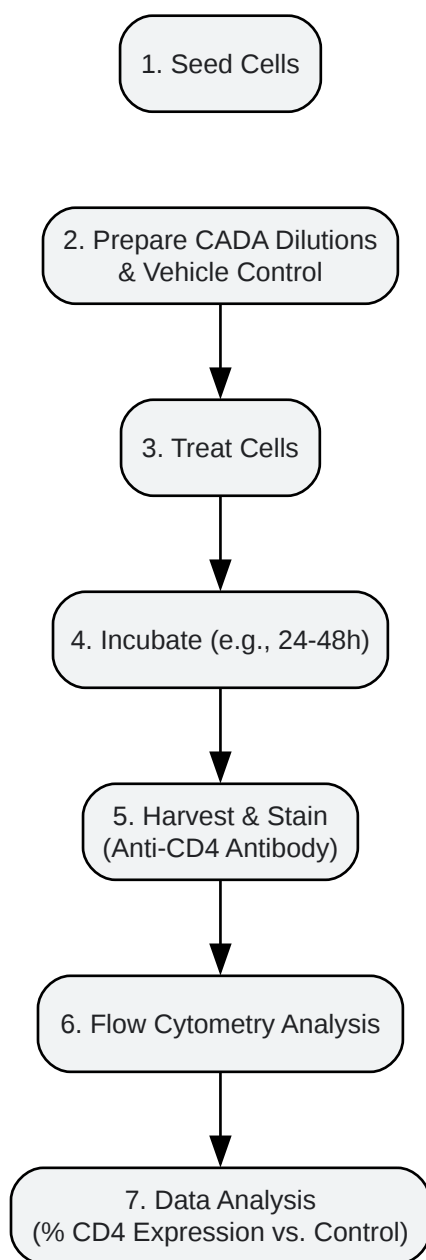 1. Seed Cells
2. Prepare CADA Dilutions
& Vehicle Control
3. Treat Cells
4. Incubate (e.g., 24-48h)
5. Harvest & Stain
(Anti-CD4 Antibody)
6. Flow Cytometry Analysis
7. Data Analysis
(% CD4 Expression vs. Control)